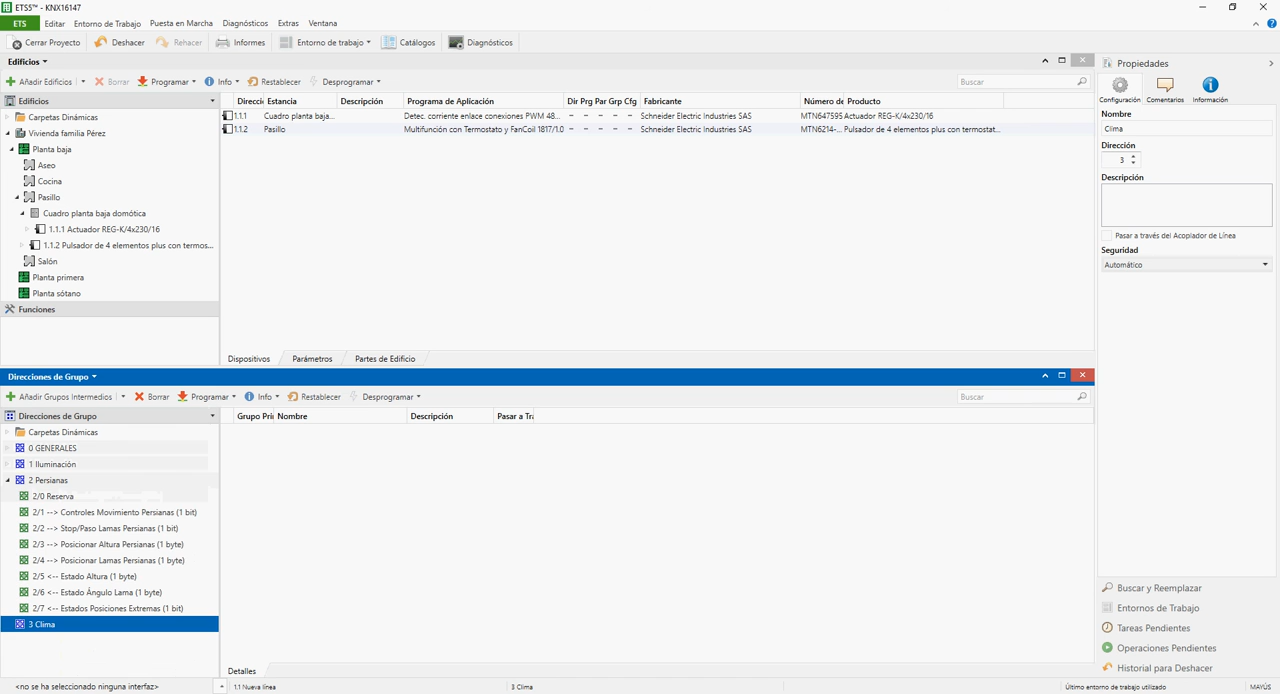 ETS5™ - KNX16147
ETS Editar Entorno de Trabajo Puesta en Marcha Diagnósticos Extras Ventana
Cerrar Proyecto Deshacer Rehacer Informes Entorno de trabajo Catálogos Diagnósticos
Edificios
Añadir Edificios Borrar Programar Info Restablecer Desprogramar Buscar
Edificios
Carpetas Dinámicas
Vivienda familia Pérez
Planta baja
Aseo
Cocina
Pasillo
Cuadro planta baja domótica
1.1.1 Actuador REG-K/4x230/16
1.1.2 Pulsador de 4 elementos plus con termos...
Salón
Planta primera
Planta sótano
Funciones
Direcció Estancia Descripción Programa de Aplicación Dir Prg Par Grp Cfg Fabricante Número de Producto
1.1.1 Cuadro planta baja... Detec. corriente enlace conexiones PWM 48... – – – – – Schneider Electric Industries SAS MTN647595 Actuador REG-K/4x230/16
1.1.2 Pasillo Multifunción con Termostato y FanCoil 1817/1.0 – – – – – Schneider Electric Industries SAS MTN6214-... Pulsador de 4 elementos plus con termostat...
Dispositivos Parámetros Partes de Edificio
Direcciones de Grupo
Añadir Grupos Intermedios Borrar Programar Info Restablecer Desprogramar Buscar
Direcciones de Grupo
Carpetas Dinámicas
0 GENERALES
1 Iluminación
2 Persianas
2/0 Reserva
2/1 --> Controles Movimiento Persianas (1 bit)
2/2 --> Stop/Paso Lamas Persianas (1 bit)
2/3 --> Posicionar Altura Persianas (1 byte)
2/4 --> Posicionar Lamas Persianas (1 byte)
2/5 <-- Estado Altura (1 byte)
2/6 <-- Estado Ángulo Lama (1 byte)
2/7 <-- Estados Posiciones Extremas (1 bit)
3 Clima
Grupo Prin Nombre Descripción Pasar a Tra
Detalles
Propiedades
Configuración Comentarios Información
Nombre
Clima
Dirección
3
Descripción
Pasar a través del Acoplador de Línea
Seguridad
Automático
Buscar y Reemplazar
Entornos de Trabajo
Tareas Pendientes
Operaciones Pendientes
Historial para Deshacer
<no se ha seleccionado ninguna interfaz> 1.1 Nueva línea 3 Clima Último entorno de trabajo utilizado MAYÚS